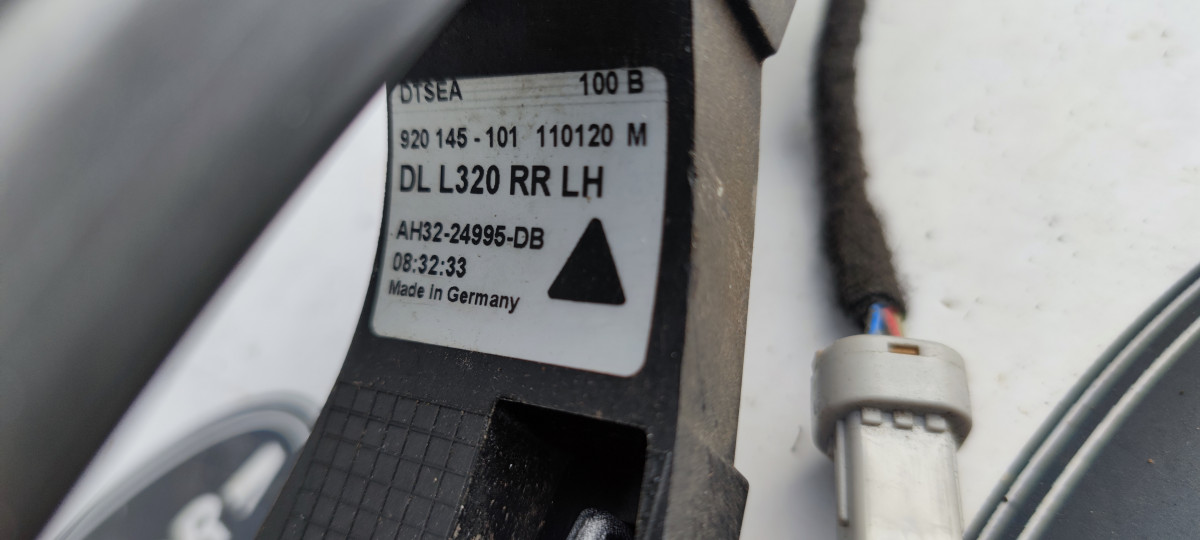 DTSEA 100 B
920 145 - 101 110120 M
DL L320 RR LH
AH32-24995-DB
08:32:33
Made in Germany